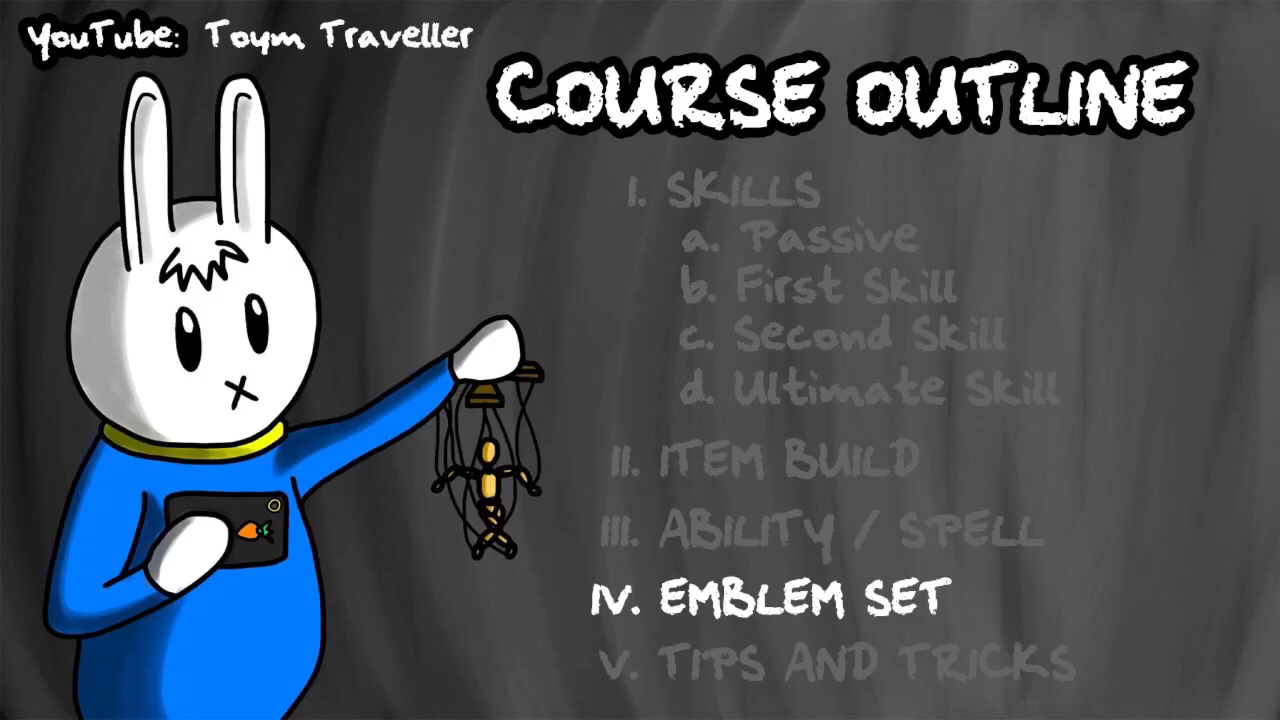 YouTube: Toym Traveller
COURSE OUTLINE
I. SKILLS
a. Passive
b. First Skill
c. Second Skill
d. Ultimate Skill
II. ITEM BUILD
III. ABILITY / SPELL
IV. EMBLEM SET
V. TIPS AND TRICKS